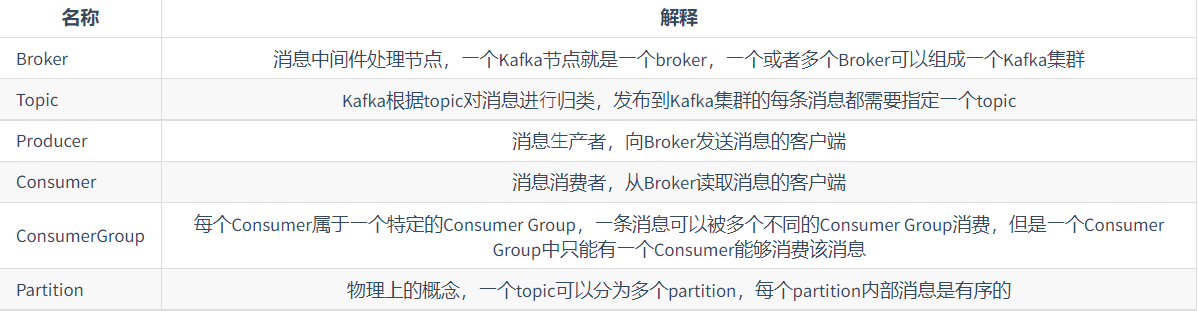 名称
解释
Broker
消息中间件处理节点，一个Kafka节点就是一个broker，一个或者多个Broker可以组成一个Kafka集群
Topic
Kafka根据topic对消息进行归类，发布到Kafka集群的每条消息都需要指定一个topic
Producer
消息生产者，向Broker发送消息的客户端
Consumer
消息消费者，从Broker读取消息的客户端
ConsumerGroup
每个Consumer属于一个特定的Consumer Group，一条消息可以被多个不同的Consumer Group消费，但是一个Consumer
Group中只能有一个Consumer能够消费该消息
Partition
物理上的概念，一个topic可以分为多个partition，每个partition内部消息是有序的